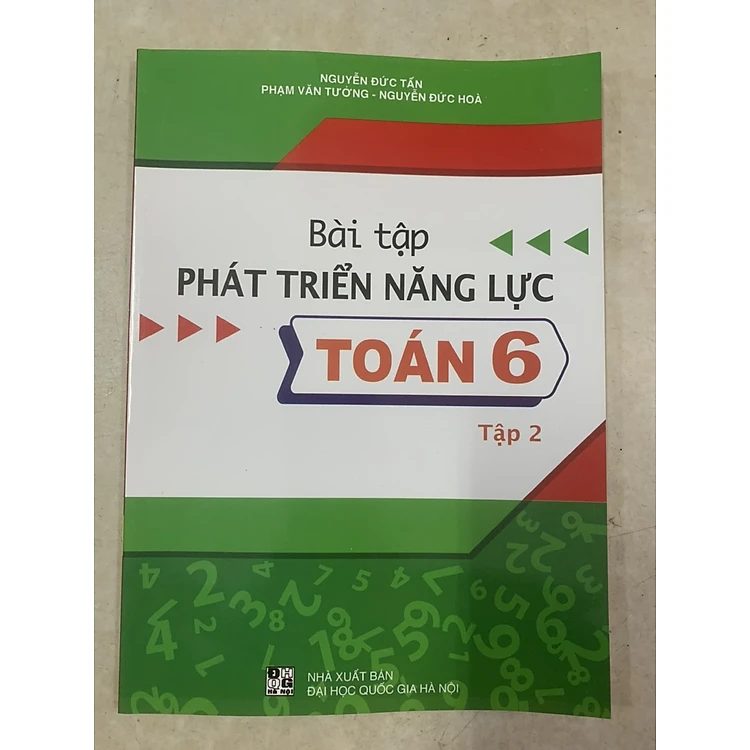 NGUYỄN ĐỨC TẤN
PHẠM VĂN TƯỚNG - NGUYỄN ĐỨC HOÀ
Bài tập
PHÁT TRIỂN NĂNG LỰC
TOÁN 6
Tập 2
NHÀ XUẤT BẢN
ĐẠI HỌC QUỐC GIA HÀ NỘI